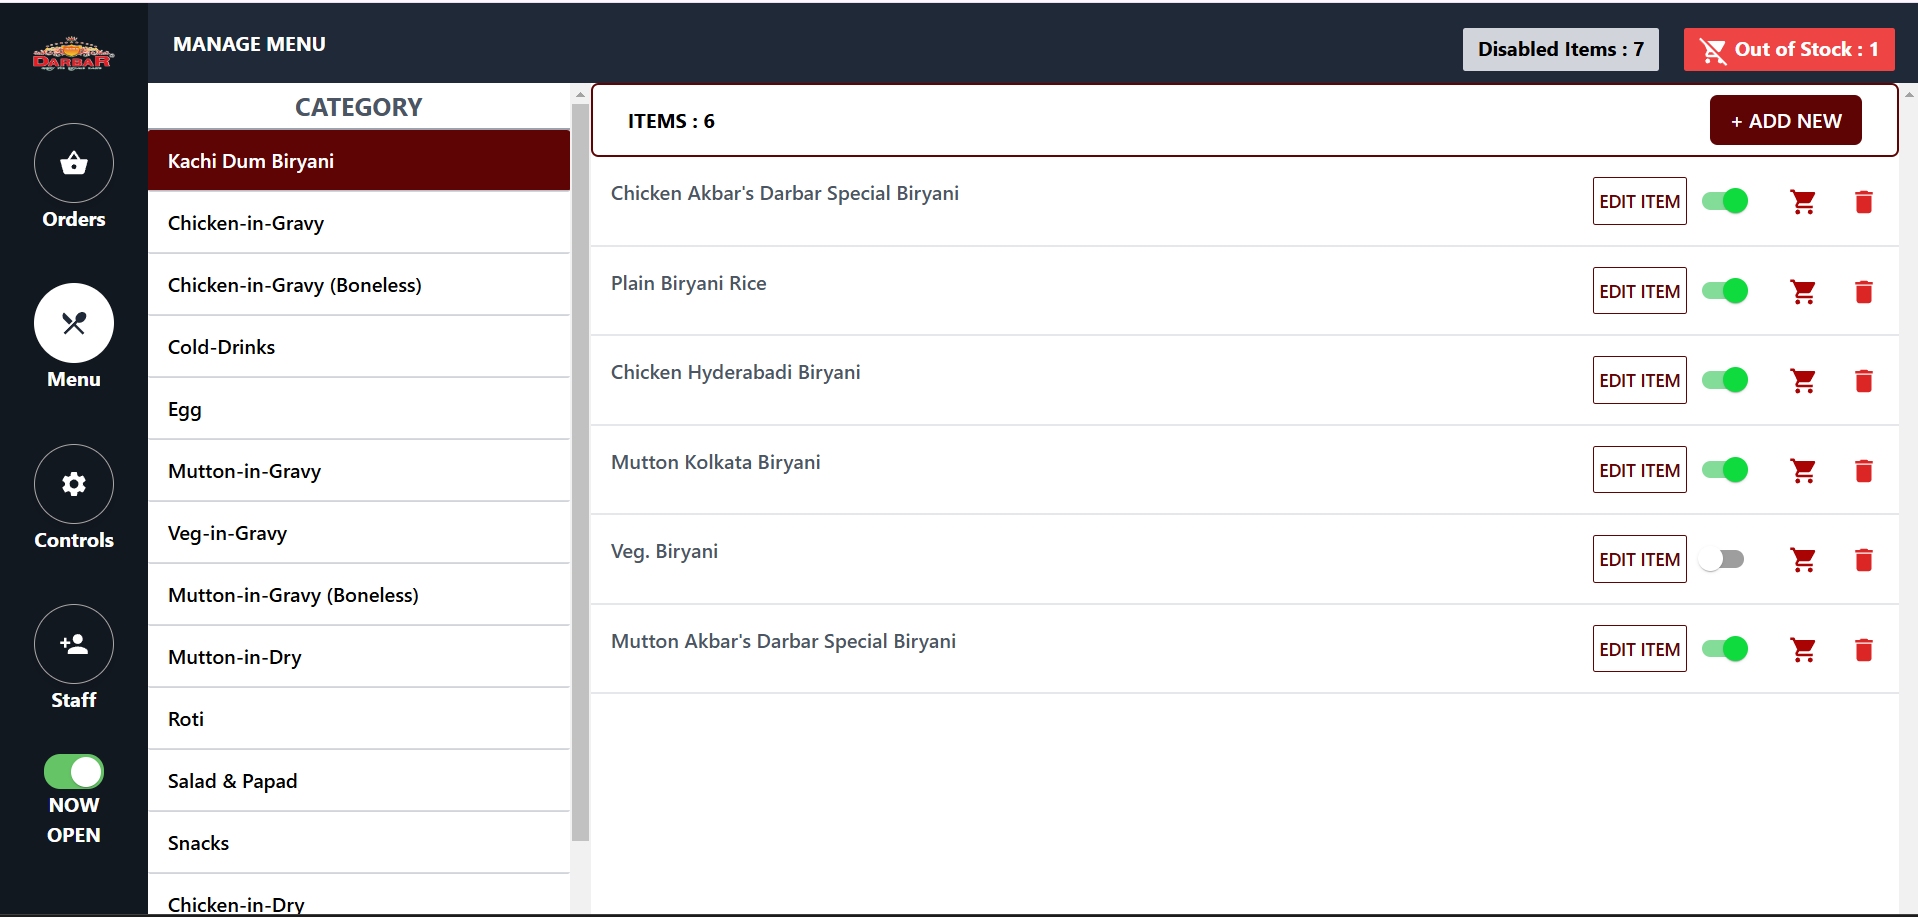 DARBAR
MANAGE MENU
Disabled Items : 7
Out of Stock : 1
Orders
Menu
Controls
Staff
NOW
OPEN
CATEGORY
Kachi Dum Biryani
Chicken-in-Gravy
Chicken-in-Gravy (Boneless)
Cold-Drinks
Egg
Mutton-in-Gravy
Veg-in-Gravy
Mutton-in-Gravy (Boneless)
Mutton-in-Dry
Roti
Salad & Papad
Snacks
Chicken-in-Dry
ITEMS : 6
+ ADD NEW
Chicken Akbar's Darbar Special Biryani
EDIT ITEM
Plain Biryani Rice
EDIT ITEM
Chicken Hyderabadi Biryani
EDIT ITEM
Mutton Kolkata Biryani
EDIT ITEM
Veg. Biryani
EDIT ITEM
Mutton Akbar's Darbar Special Biryani
EDIT ITEM